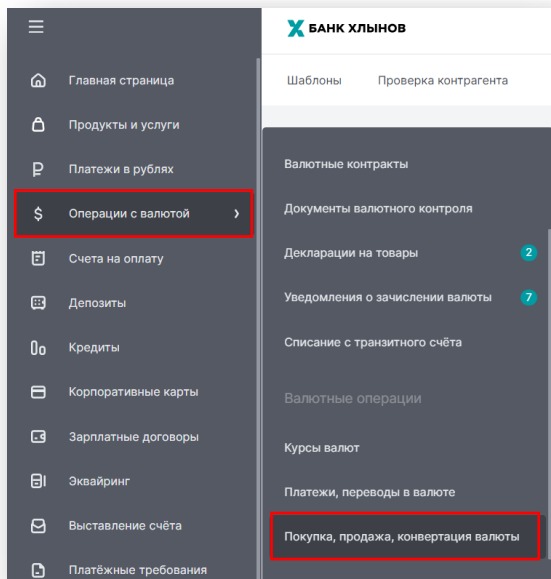 БАНК ХЛЫНОВ
Шаблоны Проверка контрагента
Главная страница
Продукты и услуги
Платежи в рублях
Операции с валютой
Счета на оплату
Депозиты
Кредиты
Корпоративные карты
Зарплатные договоры
Эквайринг
Выставление счёта
Платёжные требования
Валютные контракты
Документы валютного контроля
Декларации на товары 2
Уведомления о зачислении валюты 7
Списание с транзитного счёта
Валютные операции
Курсы валют
Платежи, переводы в валюте
Покупка, продажа, конвертация валюты